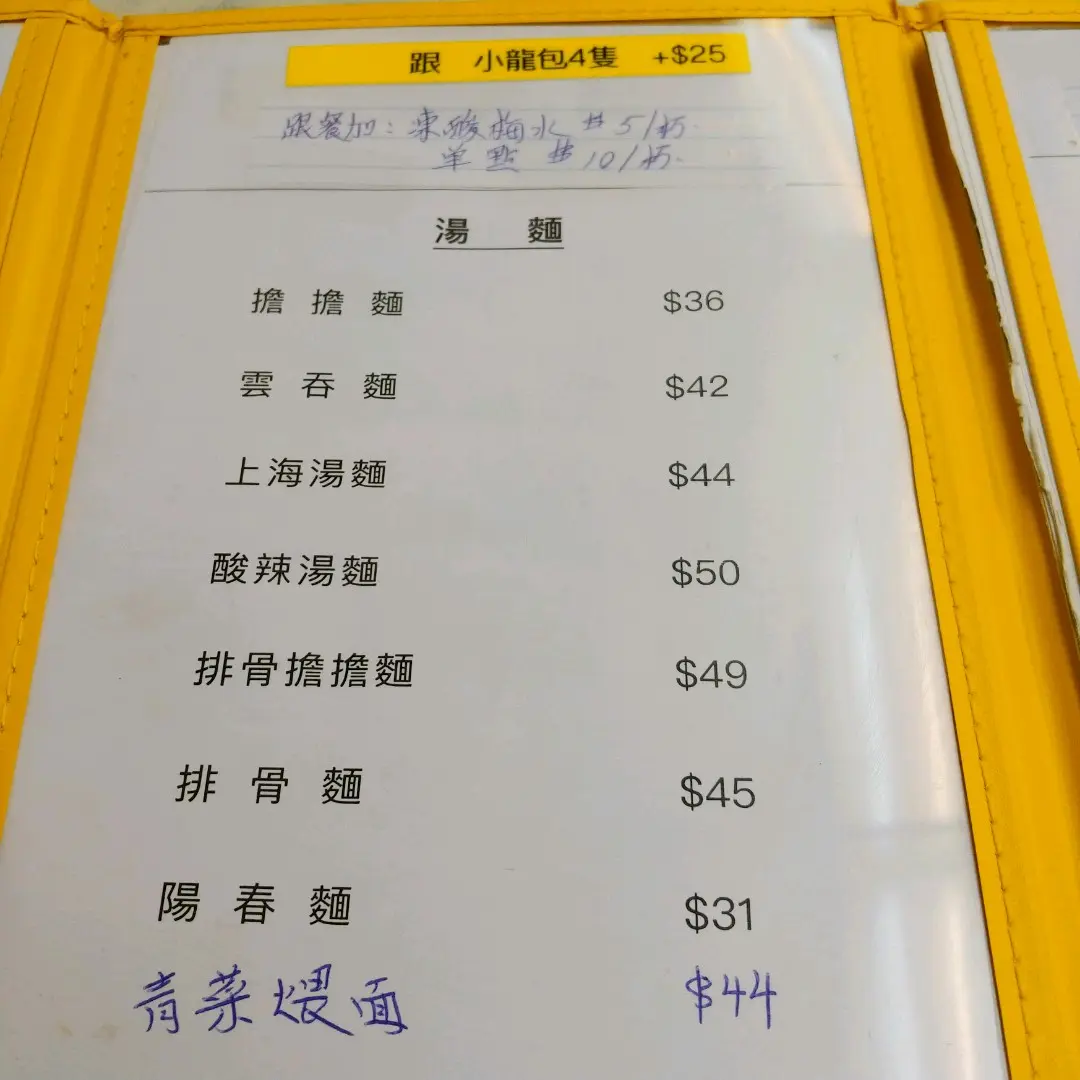 跟 小龍包4隻 +$25
跟餐加：凍酸梅水 $5/杯.
单點 $10/杯.
湯 麵
擔擔麵 $36
雲吞麵 $42
上海湯麵 $44
酸辣湯麵 $50
排骨擔擔麵 $49
排骨麵 $45
陽春麵 $31
青菜煨面 $44